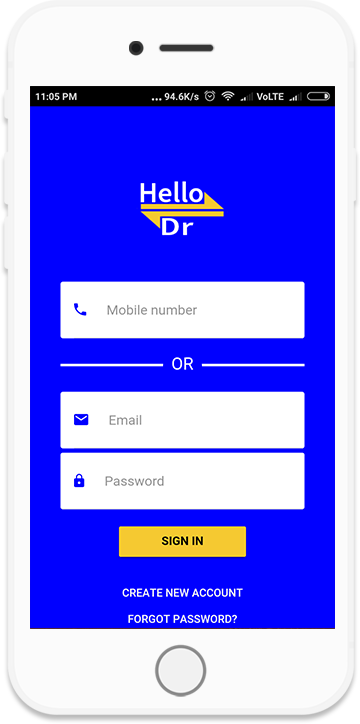 11:05 PM ... 94.6K/s VoLTE
Hello
Dr
Mobile number
OR
Email
Password
SIGN IN
CREATE NEW ACCOUNT
FORGOT PASSWORD?